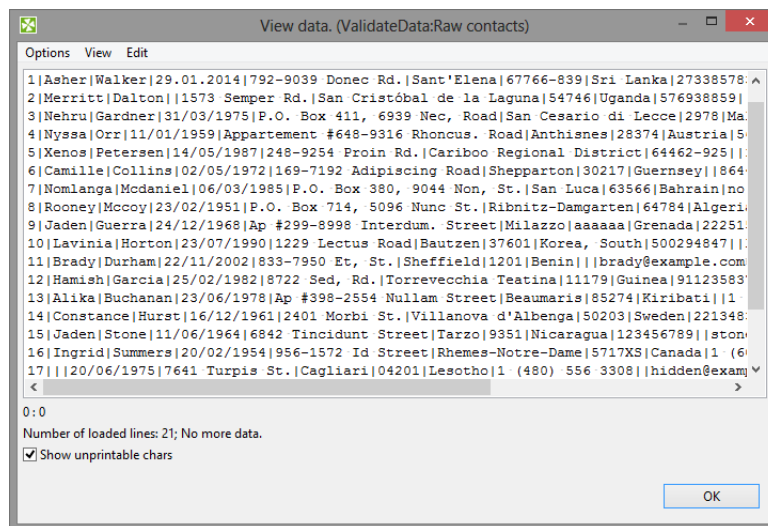 View data. (ValidateData:Raw contacts)
Options View Edit
1|Asher|Walker|29.01.2014|792-9039 Donec Rd.|Sant'Elena|67766-839|Sri Lanka|27338578
2|Merritt|Dalton||1573 Semper Rd.|San Cristóbal de la Laguna|54746|Uganda|576938859|
3|Nehru|Gardner|31/03/1975|P.O. Box 411, 6939 Nec, Road|San Cesario di Lecce|2978|Ma
4|Nyssa|Orr|11/01/1959|Appartement #648-9316 Rhoncus. Road|Anthisnes|28374|Austria|5
5|Xenos|Petersen|14/05/1987|248-9254 Proin Rd.|Cariboo Regional District|64462-925||
6|Camille|Collins|02/05/1972|169-7192 Adipiscing Road|Shepparton|30217|Guernsey||864
7|Nomlanga|Mcdaniel|06/03/1985|P.O. Box 380, 9044 Non, St.|San Luca|63566|Bahrain|no
8|Rooney|Mccoy|23/02/1951|P.O. Box 714, 5096 Nunc St.|Ribnitz-Damgarten|64784|Algeri
9|Jaden|Guerra|24/12/1968|Ap #299-8998 Interdum. Street|Milazzo|aaaaaa|Grenada|22251
10|Lavinia|Horton|23/07/1990|1229 Lectus Road|Bautzen|37601|Korea, South|500294847||
11|Brady|Durham|22/11/2002|833-7950 Et, St.|Sheffield|1201|Benin|||brady@example.com
12|Hamish|Garcia|25/02/1982|8722 Sed, Rd.|Torrevecchia Teatina|11179|Guinea|91123583
13|Alika|Buchanan|23/06/1978|Ap #398-2554 Nullam Street|Beaumaris|85274|Kiribati||1
14|Constance|Hurst|16/12/1961|2401 Morbi St.|Villanova d'Albenga|50203|Sweden|221348
15|Jaden|Stone|11/06/1964|6842 Tincidunt Street|Tarzo|9351|Nicaragua|123456789||ston
16|Ingrid|Summers|20/02/1954|956-1572 Id Street|Rhemes-Notre-Dame|5717XS|Canada|1 (6
17|||20/06/1975|7641 Turpis St.|Cagliari|04201|Lesotho|1 (480) 556 3308||hidden@exam
0:0
Number of loaded lines: 21; No more data.
Show unprintable chars
OK